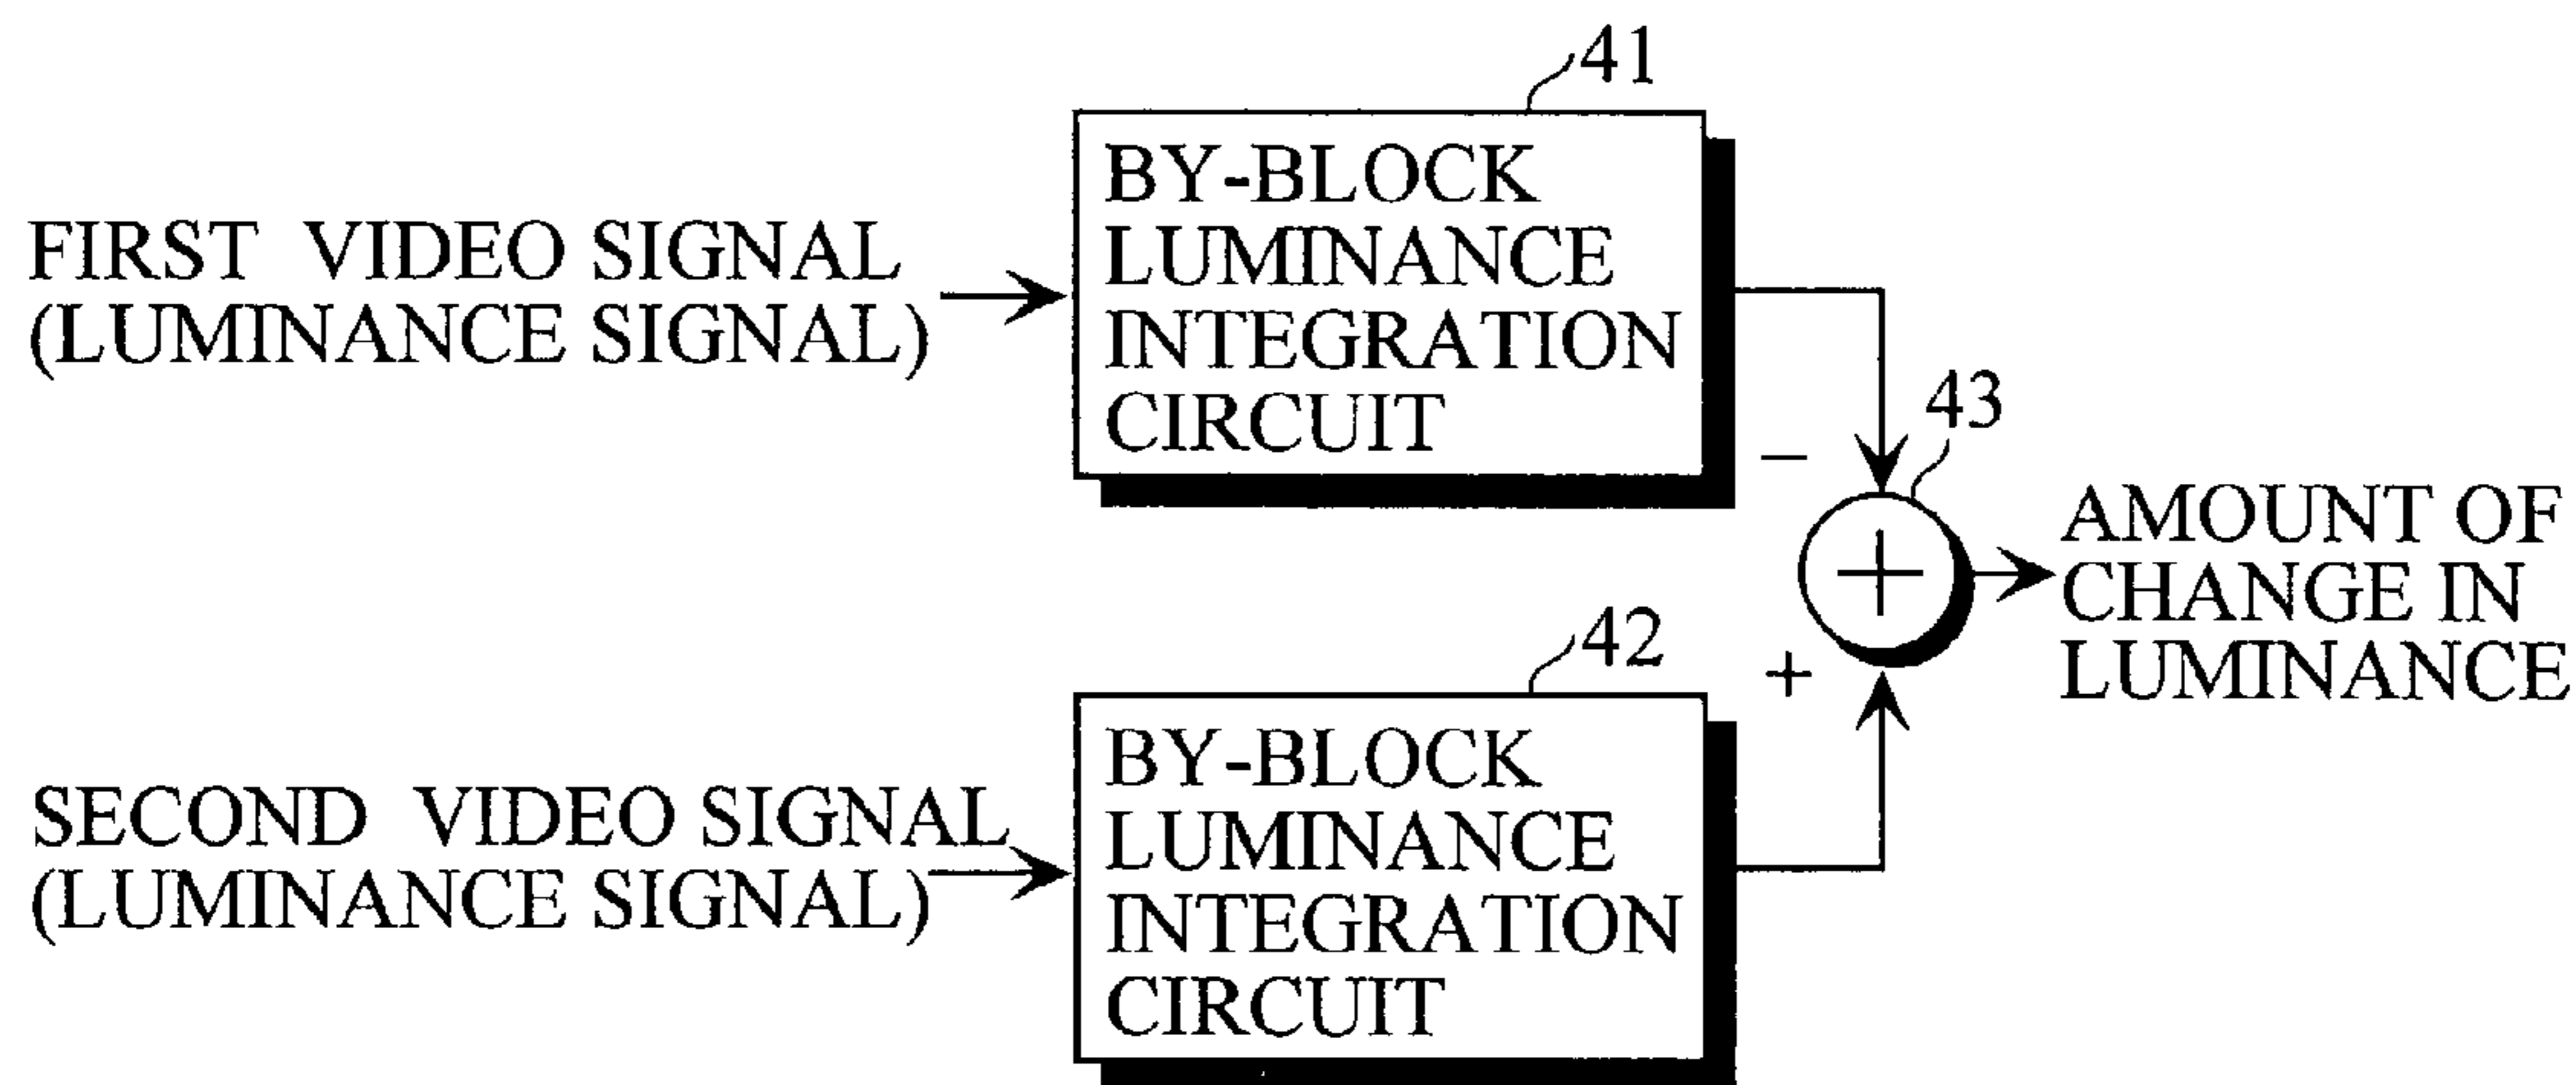 41
BY-BLOCK
LUMINANCE
INTEGRATION
CIRCUIT
FIRST VIDEO SIGNAL
(LUMINANCE SIGNAL)
43
−
+
+
AMOUNT OF
CHANGE IN
LUMINANCE
42
BY-BLOCK
LUMINANCE
INTEGRATION
CIRCUIT
SECOND VIDEO SIGNAL
(LUMINANCE SIGNAL)